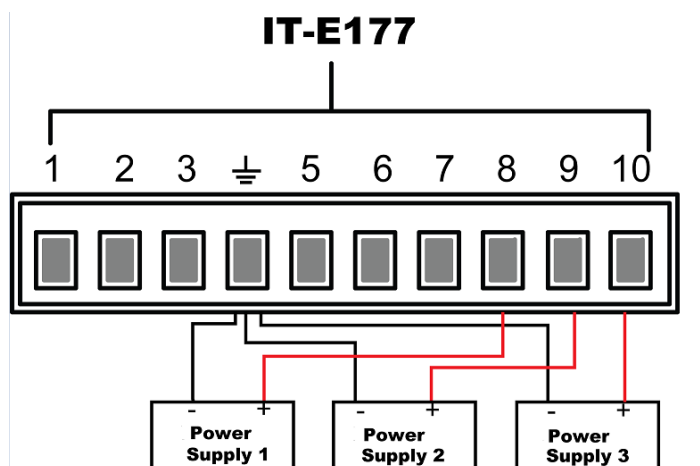 IT-E177
1 2 3 5 6 7 8 9 10
- + - + - +
Power Power Power
Supply 1 Supply 2 Supply 3